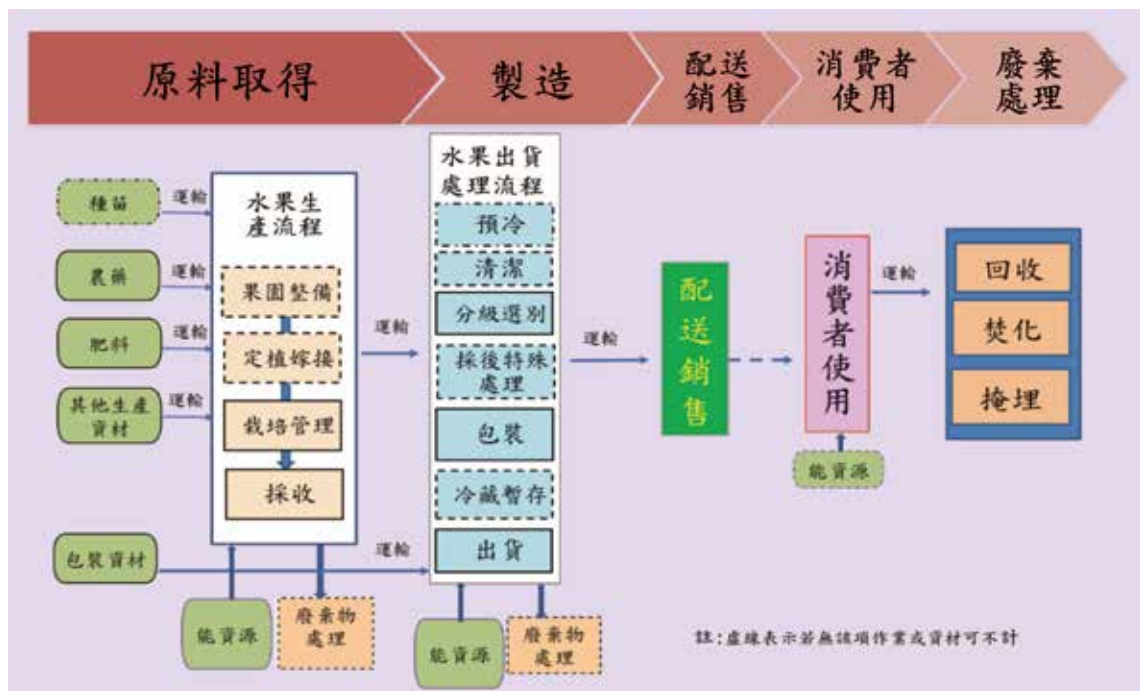 原料取得
製造
配送
銷售
消費者
使用
廢棄
處理
種苗
運輸
農藥
運輸
肥料
運輸
其他生產
資材
運輸
包裝資材
運輸
水果生
產流程
果園整備
定植嫁接
栽培管理
採收
能資源
廢棄物
處理
運輸
水果出貨
處理流程
預冷
清潔
分級選別
採後特殊
處理
包裝
冷藏暫存
出貨
能資源
廢棄物
處理
運輸
配送銷售
消費者使用
能資源
運輸
回收
焚化
掩埋
註:虛線表示若無該項作業或資材可不計